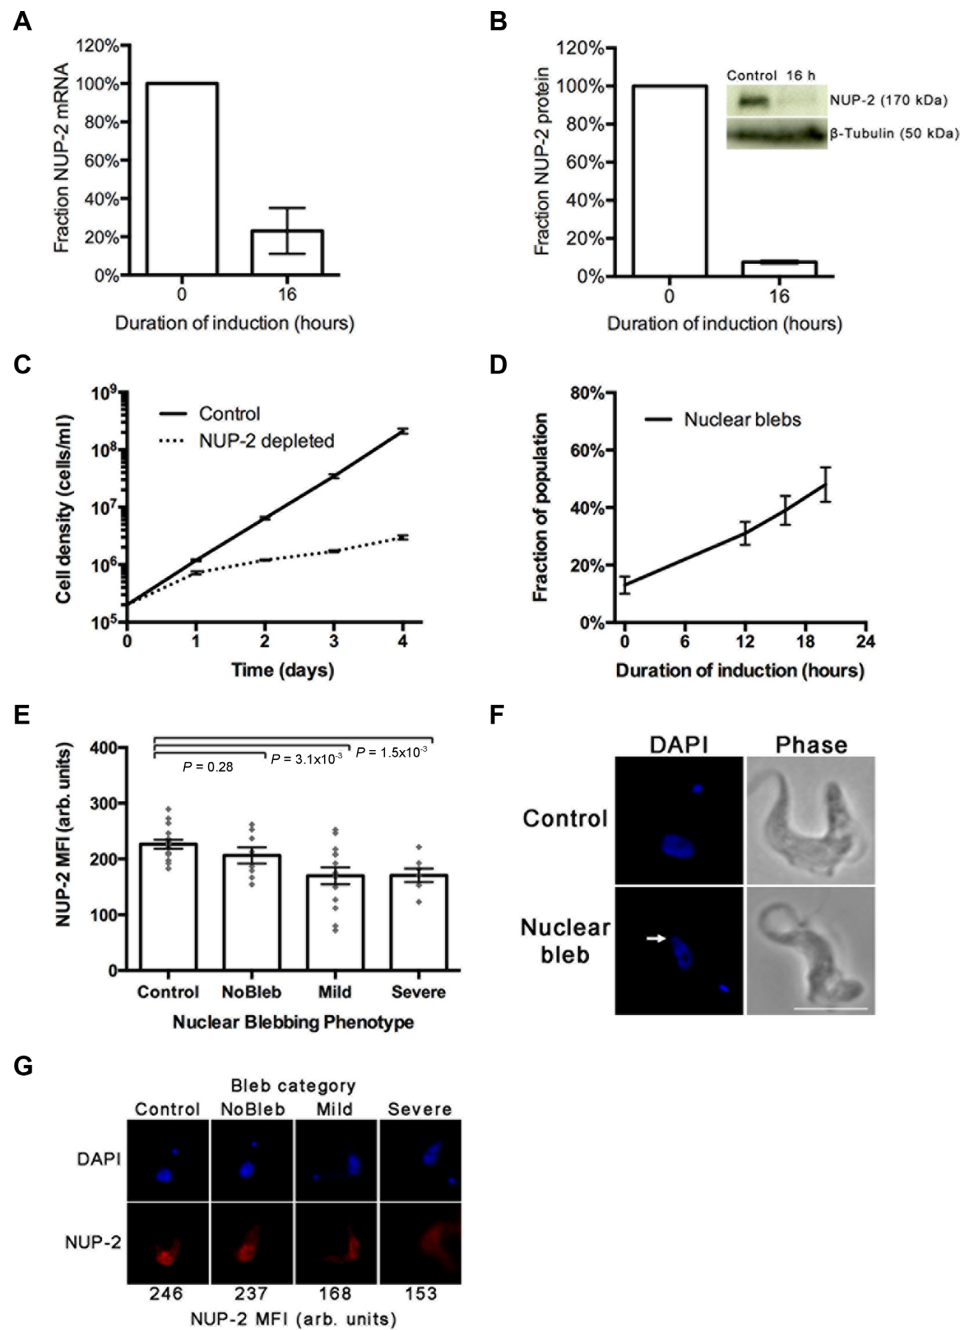 A
120%
100%
80%
60%
40%
20%
0%
Fraction NUP-2 mRNA
0
16
Duration of induction (hours)
B
120%
100%
80%
60%
40%
20%
0%
Fraction NUP-2 protein
Control 16 h
NUP-2 (170 kDa)
β-Tubulin (50 kDa)
0
16
Duration of induction (hours)
C
10⁹
10⁸
10⁷
10⁶
10⁵
Cell density (cells/ml)
Control
NUP-2 depleted
0 1 2 3 4
Time (days)
D
80%
60%
40%
20%
0%
Fraction of population
Nuclear blebs
0 6 12 18 24
Duration of induction (hours)
E
400
300
200
100
0
NUP-2 MFI (arb. units)
P = 0.28
P = 3.1x10⁻³
P = 1.5x10⁻³
Control NoBleb Mild Severe
Nuclear Blebbing Phenotype
F
DAPI Phase
Control
Nuclear
bleb
G
Bleb category
Control NoBleb Mild Severe
DAPI
NUP-2
246 237 168 153
NUP-2 MFI (arb. units)